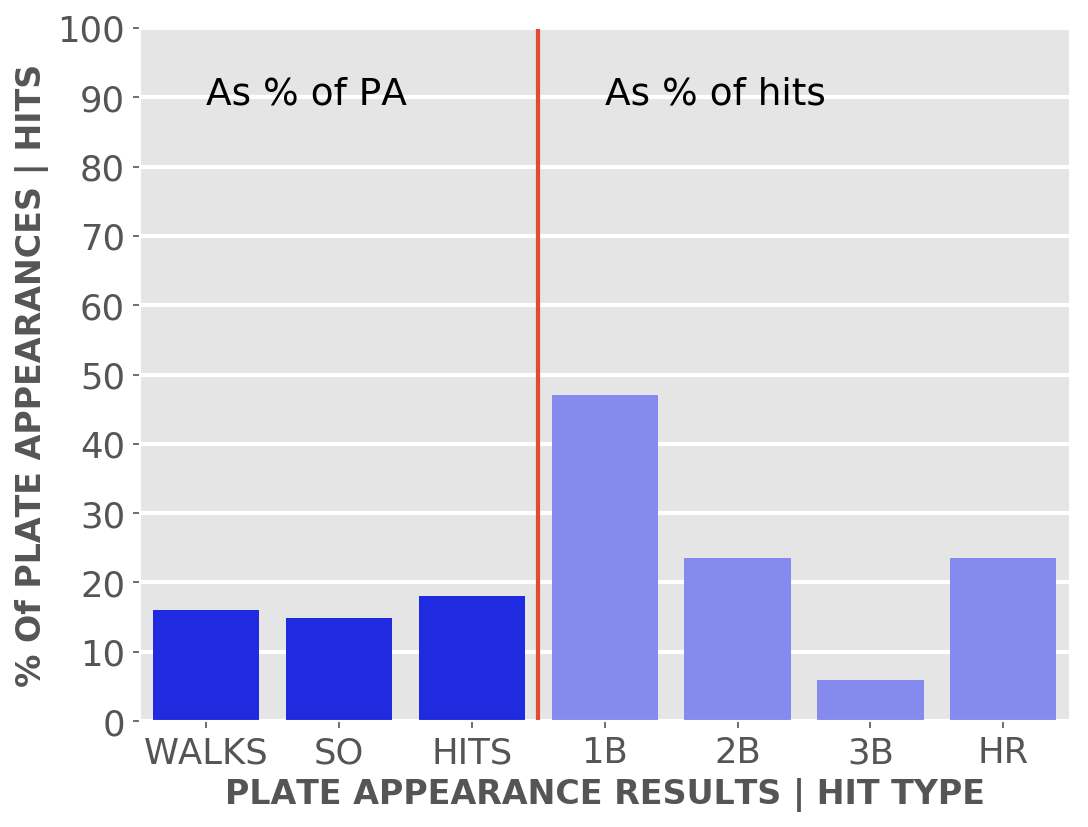 100
90
80
70
60
50
40
30
20
10
0
% Of PLATE APPEARANCES | HITS
As % of PA
As % of hits
WALKS SO HITS 1B 2B 3B HR
PLATE APPEARANCE RESULTS | HIT TYPE